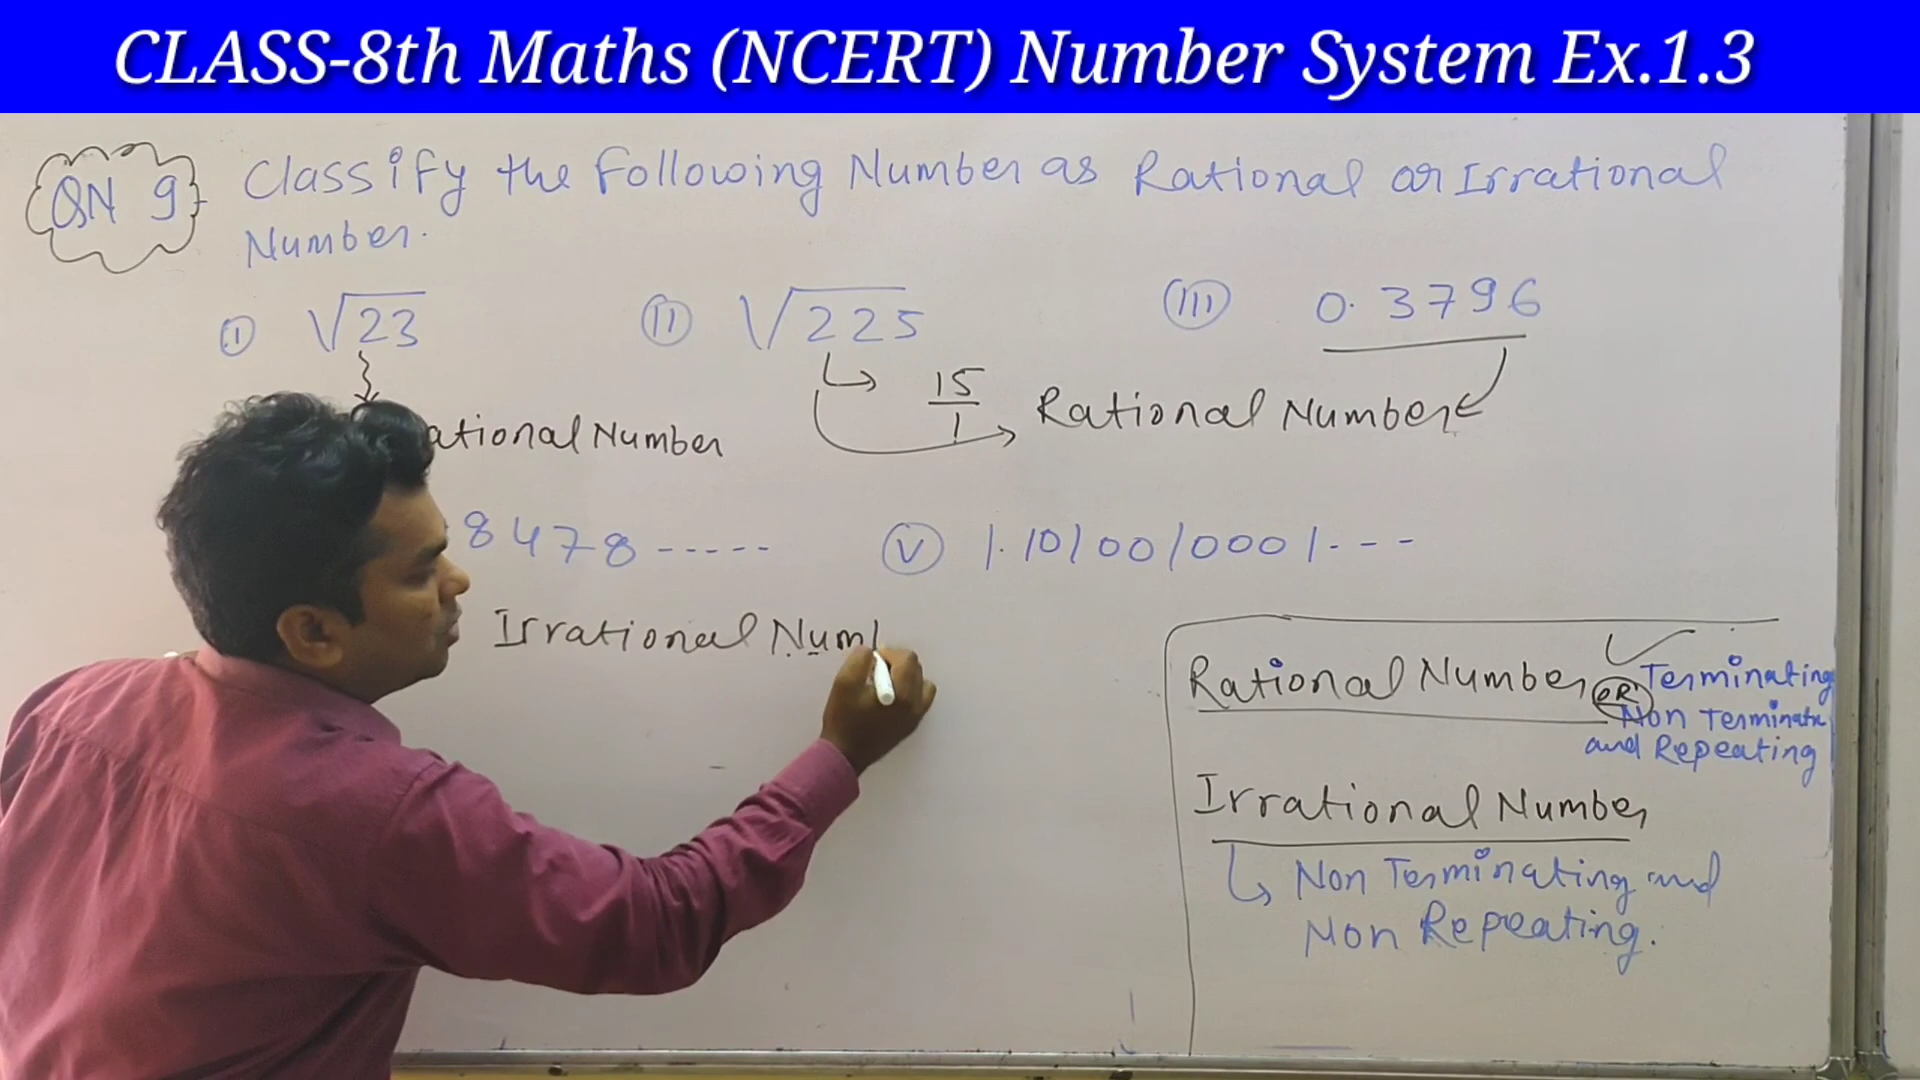 CLASS-8th Maths (NCERT) Number System Ex.1.3
QN 9 Classify the Following Number as Rational or Irrational
Number.
(I) √23 (II) √225 (III) 0.3796
15/1
ational Number Rational Number
8478----- (V) 1.1010010001---
Irrational Num
Rational Number OR Terminating
Non Terminate
and Repeating
Irrational Number
Non Terminating and
Non Repeating.